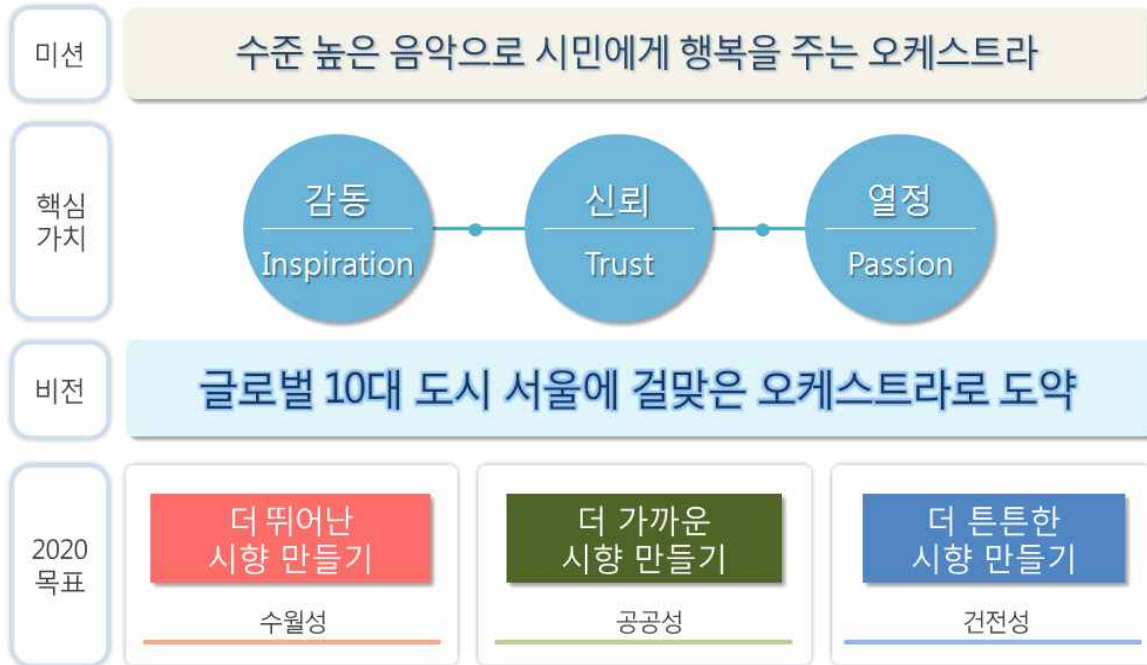 미션
수준 높은 음악으로 시민에게 행복을 주는 오케스트라
핵심
가치
감동
Inspiration
신뢰
Trust
열정
Passion
비전
글로벌 10대 도시 서울에 걸맞은 오케스트라로 도약
2020
목표
더 뛰어난
시향 만들기
수월성
더 가까운
시향 만들기
공공성
더 튼튼한
시향 만들기
건전성